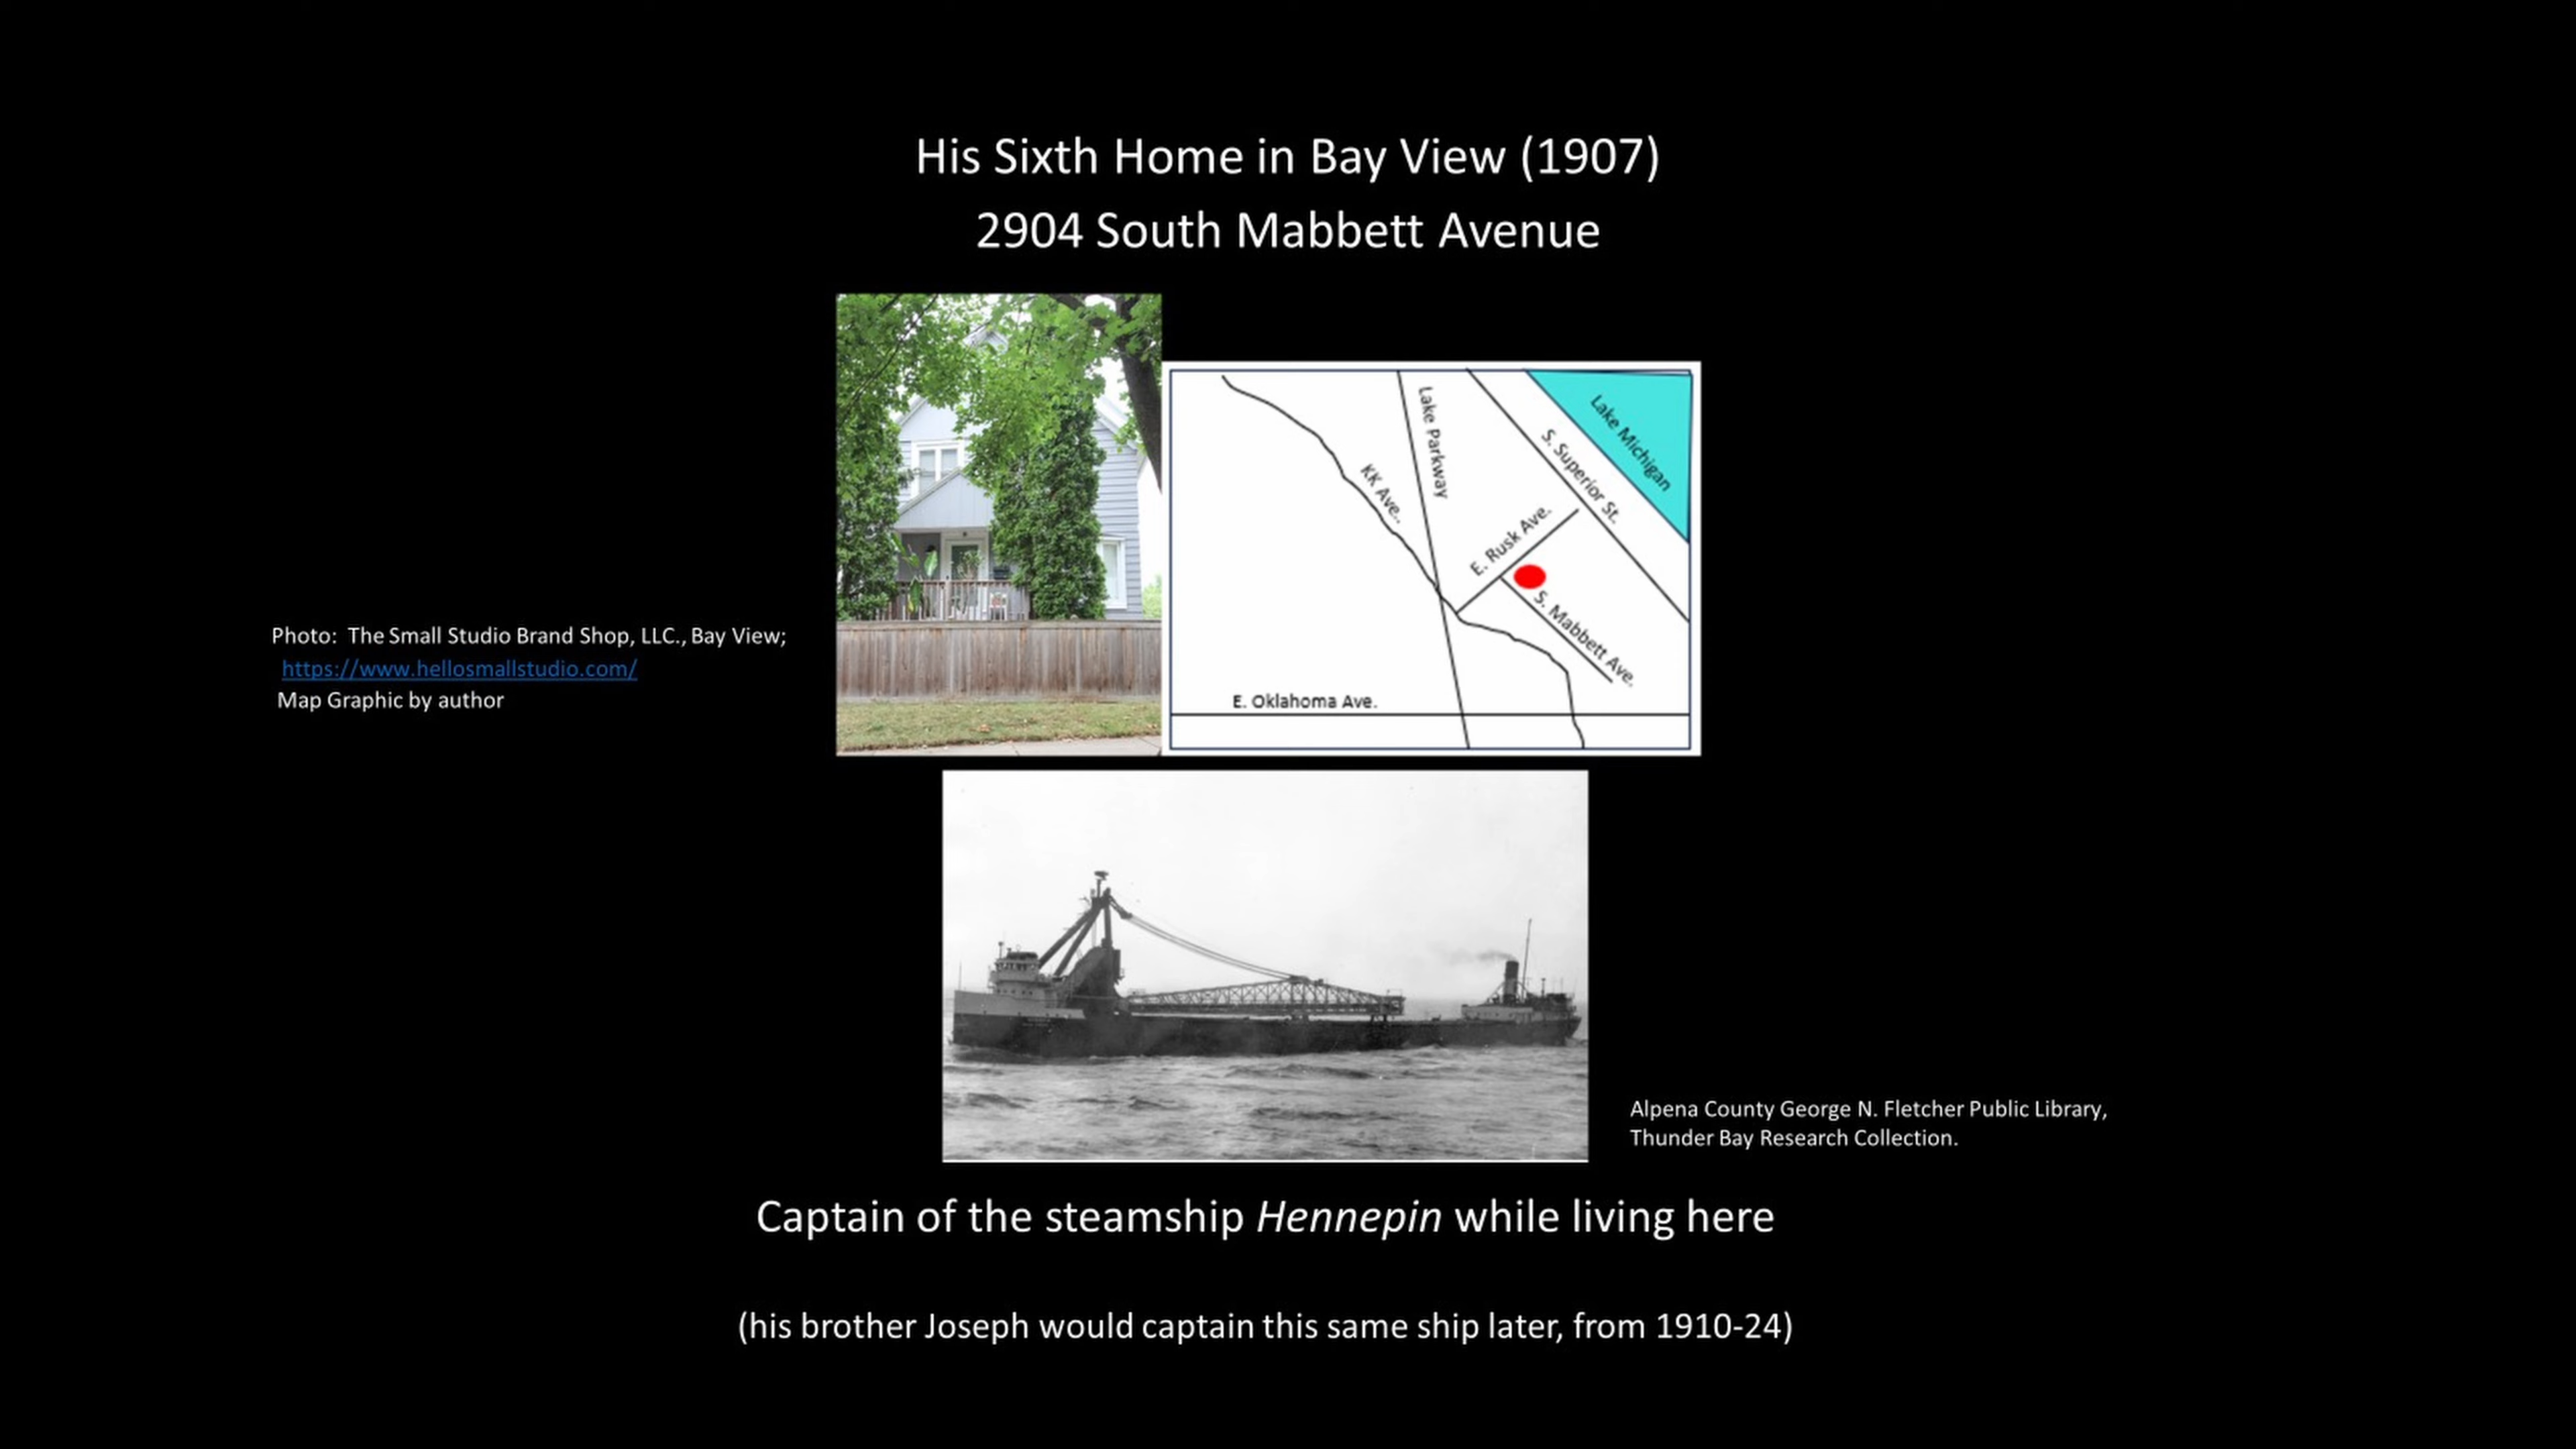 His Sixth Home in Bay View (1907)
2904 South Mabbett Avenue
Lake Michigan
Lake Parkway
S. Superior St.
KK Ave..
E. Rusk Ave.
S. Mabbett Ave.
E. Oklahoma Ave.
Photo: The Small Studio Brand Shop, LLC., Bay View;
https://www.hellosmallstudio.com/
Map Graphic by author
Alpena County George N. Fletcher Public Library,
Thunder Bay Research Collection.
Captain of the steamship Hennepin while living here
(his brother Joseph would captain this same ship later, from 1910-24)